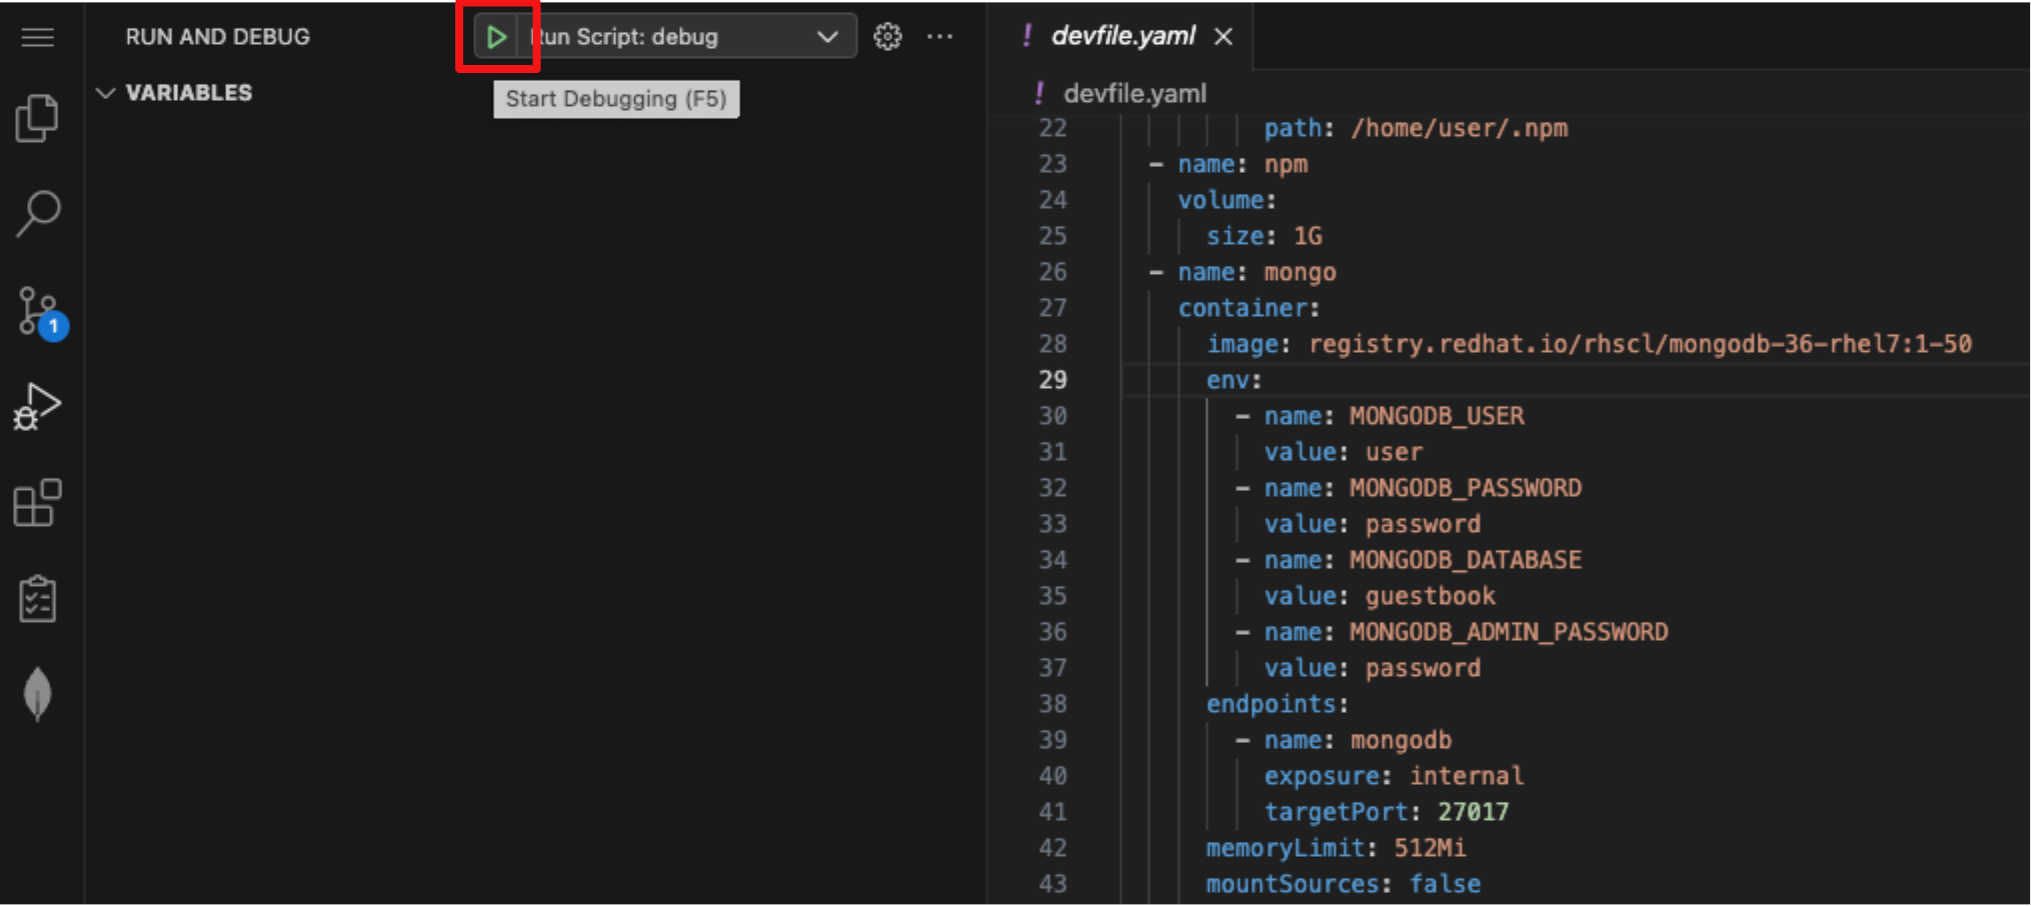 RUN AND DEBUG
Run Script: debug
Start Debugging (F5)
VARIABLES
1
! devfile.yaml
! devfile.yaml
22 path: /home/user/.npm
23 - name: npm
24 volume:
25 size: 1G
26 - name: mongo
27 container:
28 image: registry.redhat.io/rhscl/mongodb-36-rhel7:1-50
29 env:
30 - name: MONGODB_USER
31 value: user
32 - name: MONGODB_PASSWORD
33 value: password
34 - name: MONGODB_DATABASE
35 value: guestbook
36 - name: MONGODB_ADMIN_PASSWORD
37 value: password
38 endpoints:
39 - name: mongodb
40 exposure: internal
41 targetPort: 27017
42 memoryLimit: 512Mi
43 mountSources: false